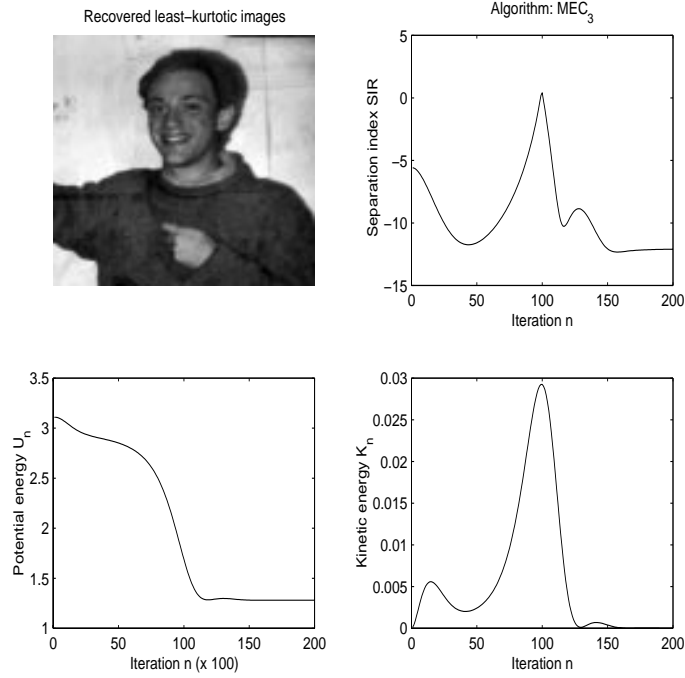 Recovered least−kurtotic images
Algorithm: MEC3
5
0
−5
−10
−15
Separation index SIR
0 50 100 150 200
Iteration n
3.5
3
2.5
2
1.5
1
Potential energy Un
0 50 100 150 200
Iteration n (x 100)
0.03
0.025
0.02
0.015
0.01
0.005
0
Kinetic energy Kn
0 50 100 150 200
Iteration n